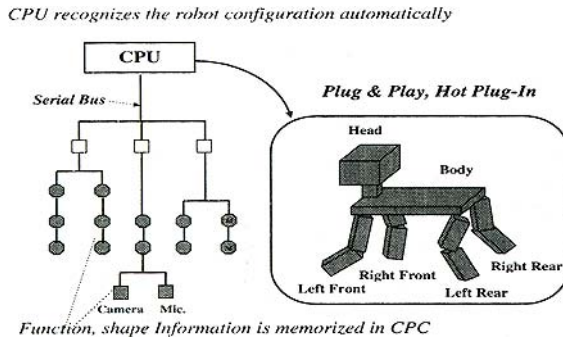 CPU recognizes the robot configuration automatically
CPU
Serial Bus
Plug & Play, Hot Plug-In
Head
Body
Right Rear
Right Front
Left Front
Left Rear
Camera
Mic.
Function, shape Information is memorized in CPC